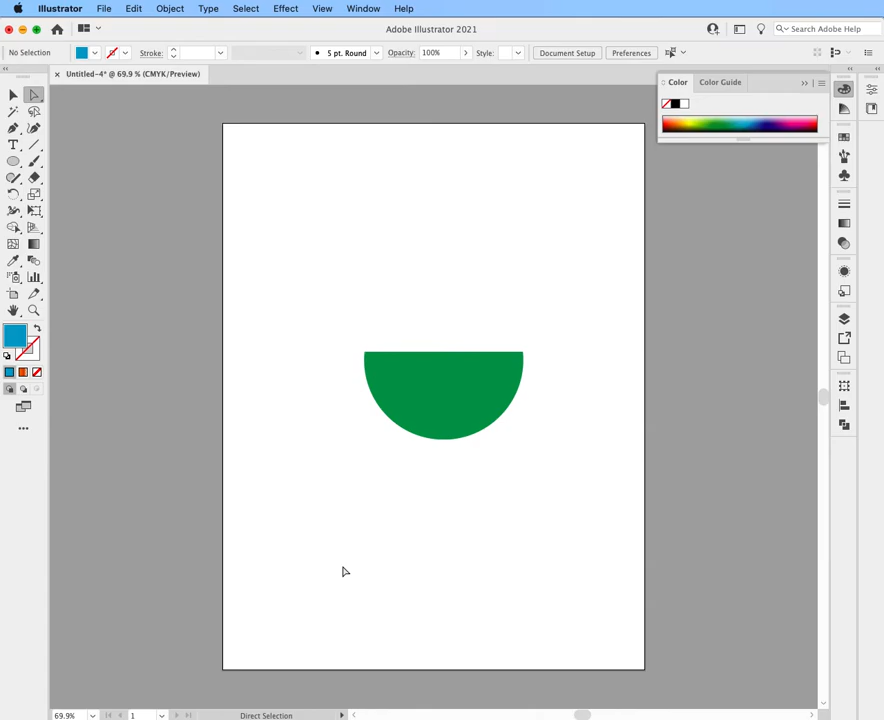 Illustrator File Edit Object Type Select Effect View Window Help
Adobe Illustrator 2021
Search Adobe Help
No Selection Stroke: 5 pt. Round Opacity: 100% Style: Document Setup Preferences
Untitled-4* @ 69.9 % (CMYK/Preview)
Color Color Guide
69.9% 1 Direct Selection